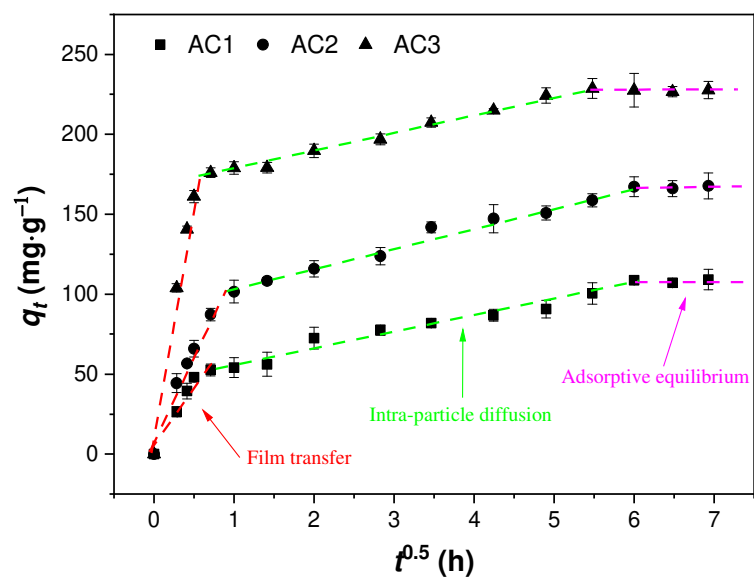 AC1 AC2 AC3
250
200
150
100
50
0
qt (mg·g⁻¹)
Adsorptive equilibrium
Intra-particle diffusion
Film transfer
0 1 2 3 4 5 6 7
t^0.5 (h)